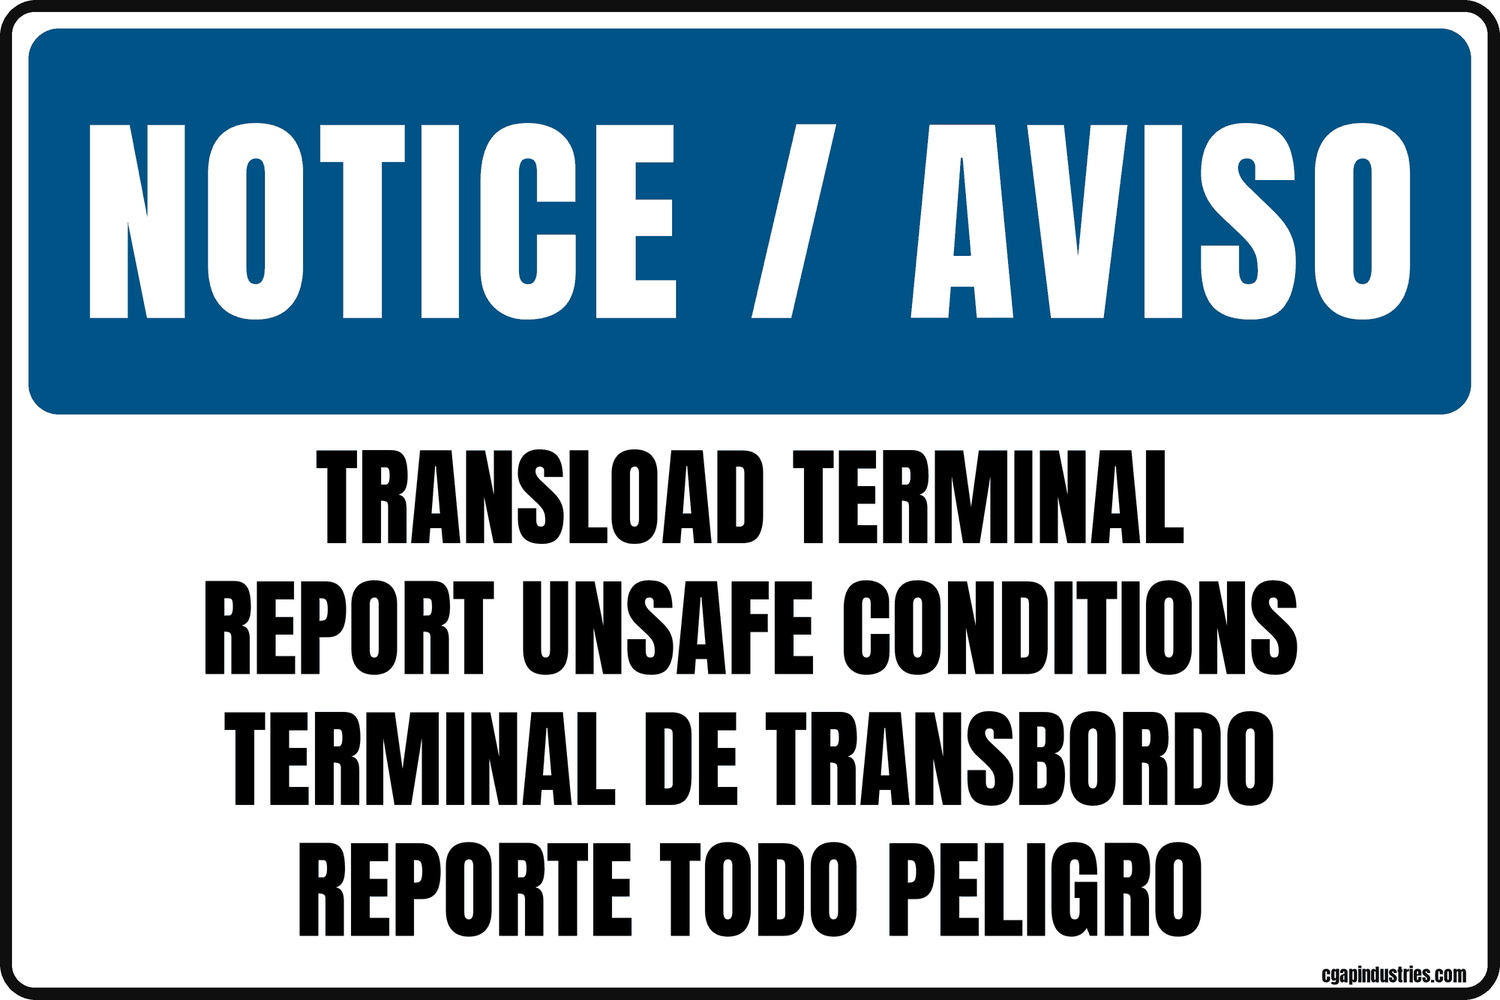 NOTICE / AVISO
TRANSLOAD TERMINAL
REPORT UNSAFE CONDITIONS
TERMINAL DE TRANSBORDO
REPORTE TODO PELIGRO
cgapindustries.com